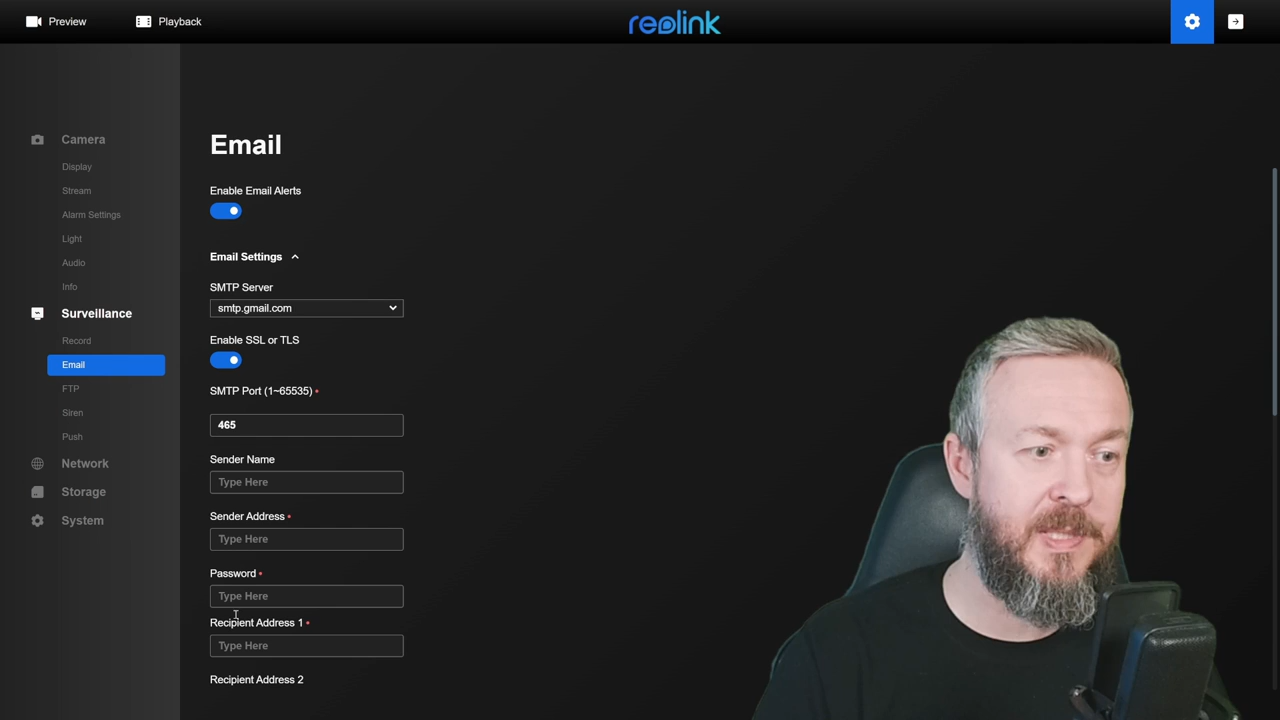 Preview
Playback
reolink
Camera
Display
Stream
Alarm Settings
Light
Audio
Info
Surveillance
Record
Email
FTP
Siren
Push
Network
Storage
System
Email
Enable Email Alerts
Email Settings
SMTP Server
smtp.gmail.com
Enable SSL or TLS
SMTP Port (1~65535) •
465
Sender Name
Type Here
Sender Address •
Type Here
Password •
Type Here
Recipient Address 1 •
Type Here
Recipient Address 2